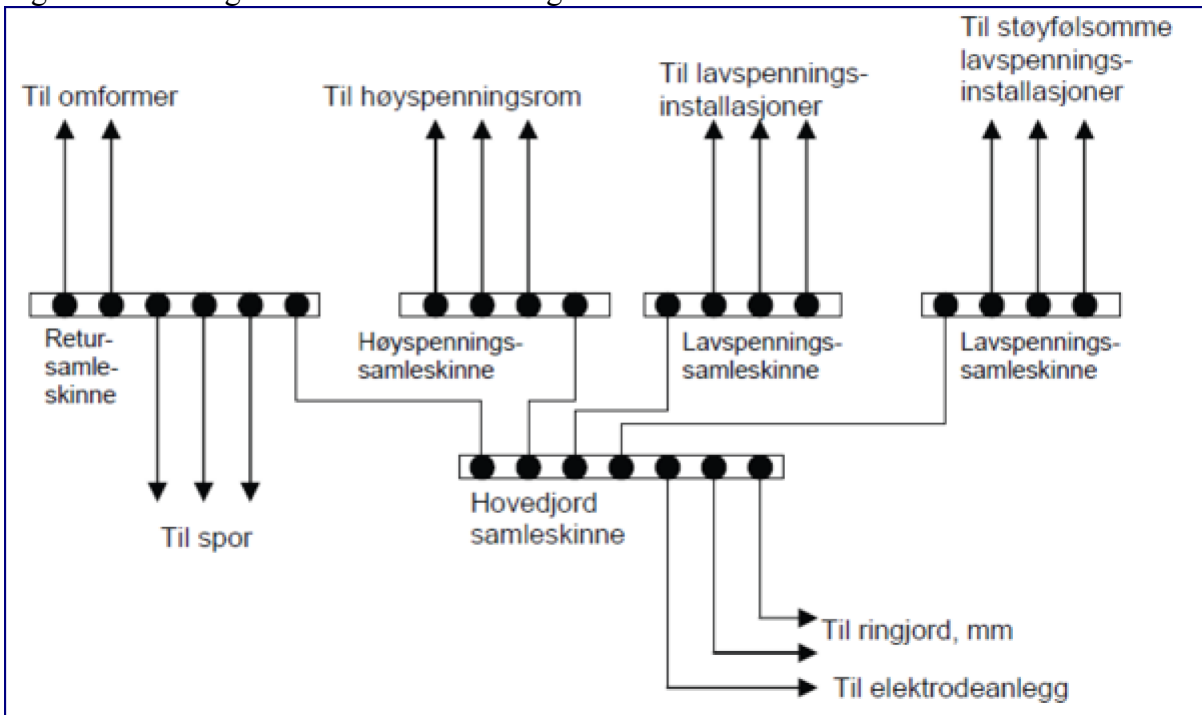 Til omformer
Til høyspenningsrom
Til lavspennings-
installasjoner
Til støyfølsomme
lavspennings-
installasjoner
Retur-
samle-
skinne
Høyspennings-
samleskinne
Lavspennings-
samleskinne
Lavspennings-
samleskinne
Til spor
Hovedjord
samleskinne
Til ringjord, mm
Til elektrodeanlegg